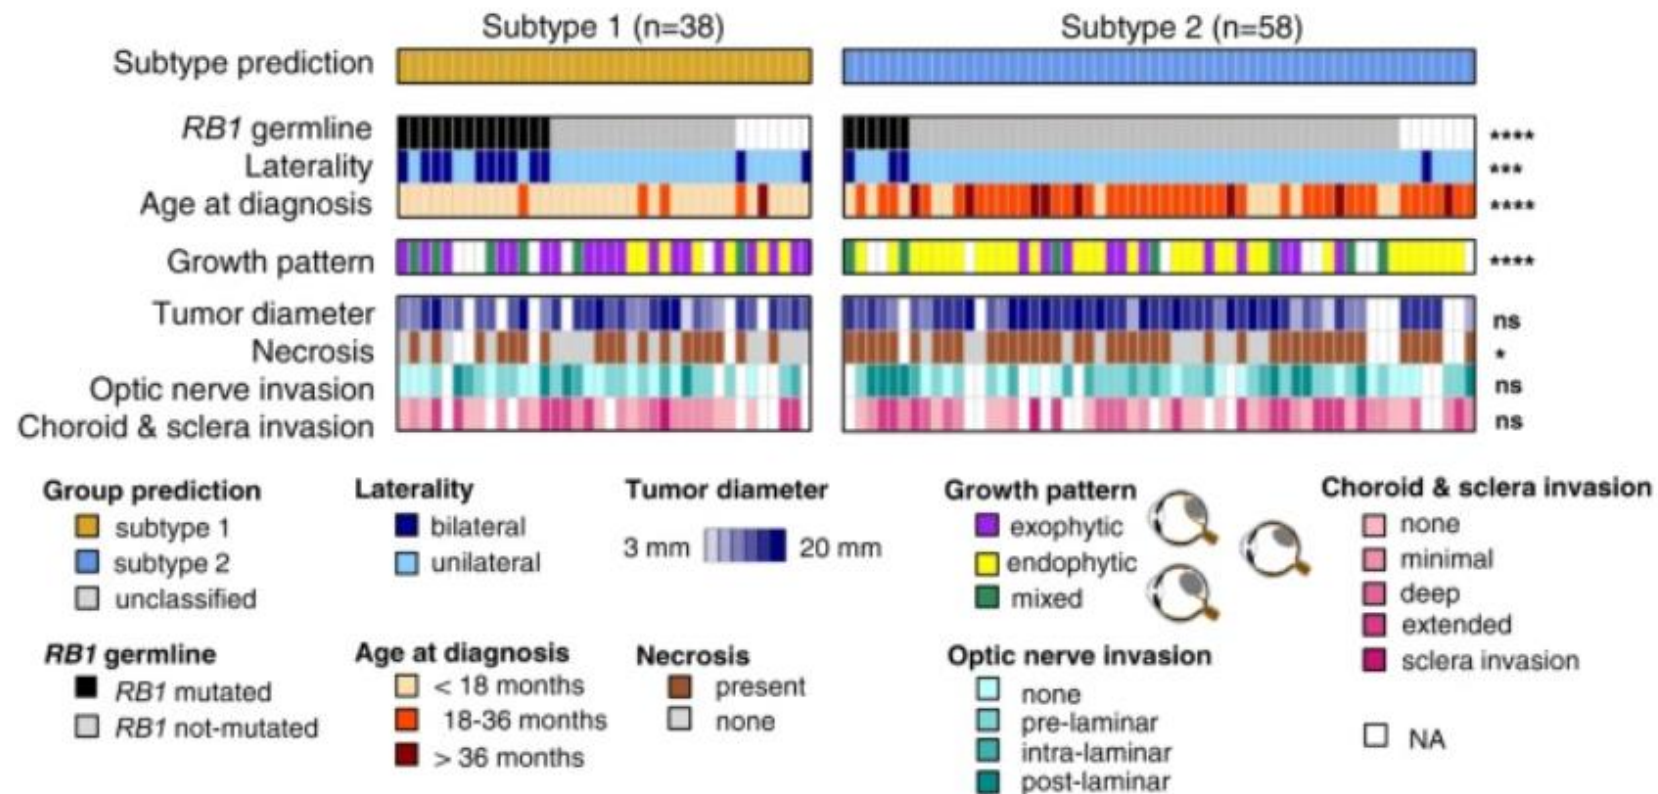 Subtype 1 (n=38) Subtype 2 (n=58)
Subtype prediction
RB1 germline ****
Laterality ***
Age at diagnosis ****
Growth pattern ****
Tumor diameter ns
Necrosis *
Optic nerve invasion ns
Choroid & sclera invasion ns
Group prediction
subtype 1
subtype 2
unclassified
RB1 germline
RB1 mutated
RB1 not-mutated
Laterality
bilateral
unilateral
Age at diagnosis
< 18 months
18-36 months
> 36 months
Tumor diameter
3 mm 20 mm
Necrosis
present
none
Growth pattern
exophytic
endophytic
mixed
Optic nerve invasion
none
pre-laminar
intra-laminar
post-laminar
Choroid & sclera invasion
none
minimal
deep
extended
sclera invasion
NA